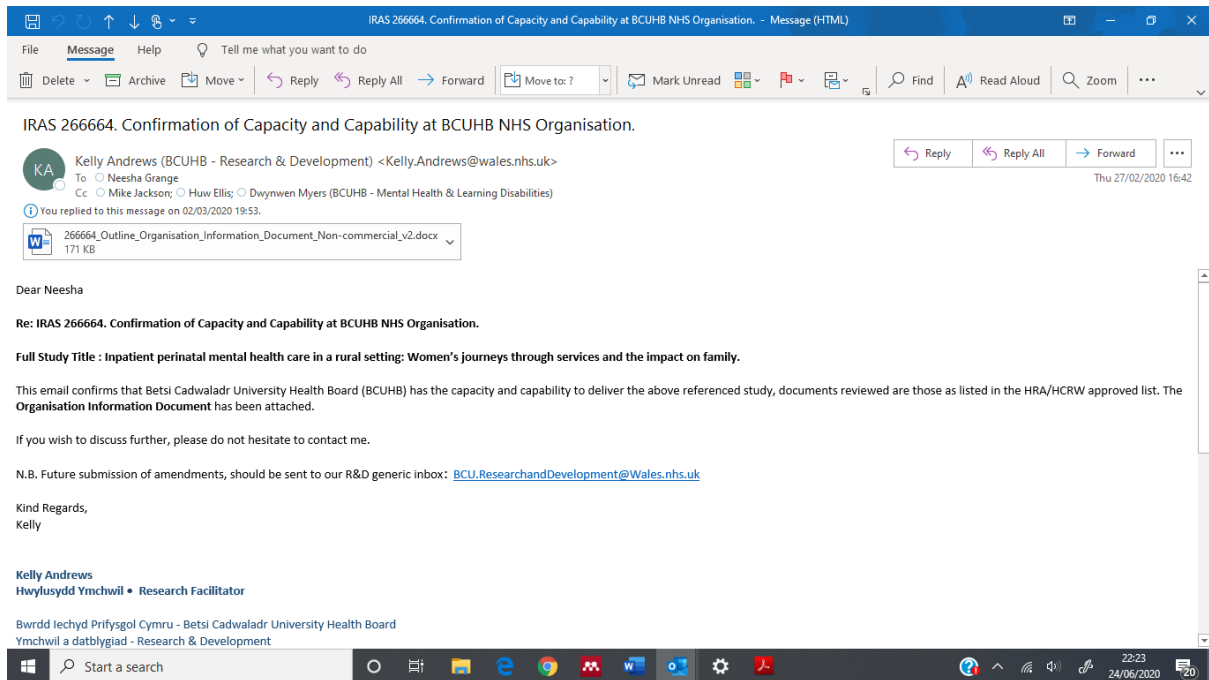 IRAS 266664. Confirmation of Capacity and Capability at BCUHB NHS Organisation. - Message (HTML)
File Message Help Tell me what you want to do
Delete Archive Move Reply Reply All Forward Move to: ? Mark Unread Find Read Aloud Zoom
IRAS 266664. Confirmation of Capacity and Capability at BCUHB NHS Organisation.
KA
Kelly Andrews (BCUHB - Research & Development) <Kelly.Andrews@wales.nhs.uk>
To Neesha Grange
Cc Mike Jackson; Huw Ellis; Dwynwen Myers (BCUHB - Mental Health & Learning Disabilities)
Reply Reply All Forward
Thu 27/02/2020 16:42
You replied to this message on 02/03/2020 19:53.
266664_Outline_Organisation_Information_Document_Non-commercial_v2.docx
171 KB
Dear Neesha
Re: IRAS 266664. Confirmation of Capacity and Capability at BCUHB NHS Organisation.
Full Study Title : Inpatient perinatal mental health care in a rural setting: Women's journeys through services and the impact on family.
This email confirms that Betsi Cadwaladr University Health Board (BCUHB) has the capacity and capability to deliver the above referenced study, documents reviewed are those as listed in the HRA/HCRW approved list. The
Organisation Information Document has been attached.
If you wish to discuss further, please do not hesitate to contact me.
N.B. Future submission of amendments, should be sent to our R&D generic inbox: BCU.ResearchandDevelopment@Wales.nhs.uk
Kind Regards,
Kelly
Kelly Andrews
Hwylusydd Ymchwil • Research Facilitator
Bwrdd Iechyd Prifysgol Cymru - Betsi Cadwaladr University Health Board
Ymchwil a datblygiad - Research & Development
Start a search
22:23
24/06/2020
20